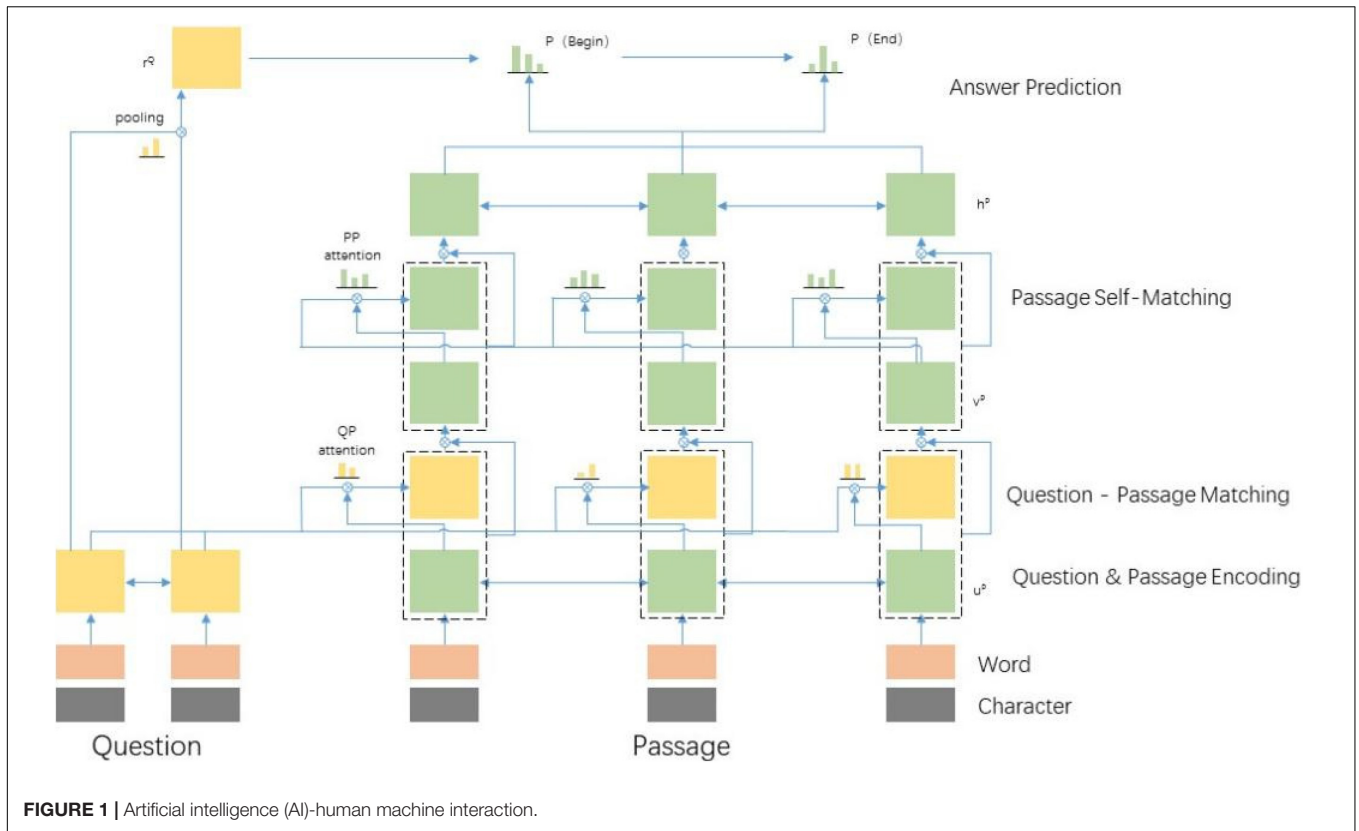 P (Begin)
P (End)
r^Q
Answer Prediction
pooling
h^P
PP
attention
Passage Self-Matching
v^P
QP
attention
Question - Passage Matching
Question & Passage Encoding
u^P
Word
Character
Question
Passage
FIGURE 1 | Artificial intelligence (AI)-human machine interaction.